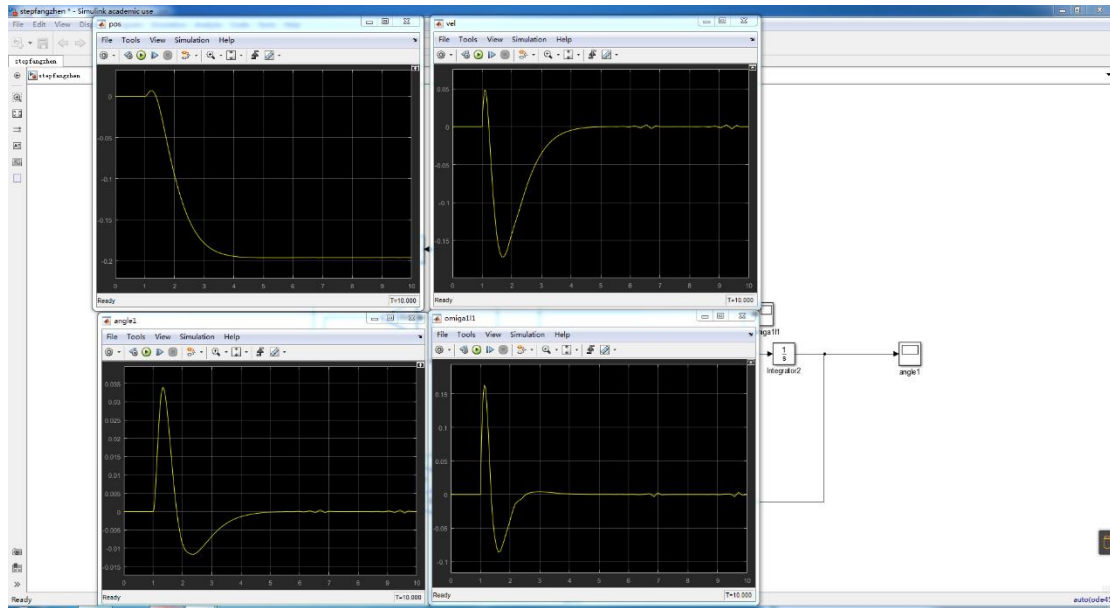 stepfangzhen * - Simulink academic use
File Edit View
stepfangzhen
stepfangzhen
pos
File Tools View Simulation Help
0
-0.05
-0.1
-0.15
-0.2
0 1 2 3 4 5 6 7 8 9 10
Ready T=10.000
vel
File Tools View Simulation Help
0.05
0
-0.05
-0.1
-0.15
0 1 2 3 4 5 6 7 8 9 10
Ready T=10.000
angle1
File Tools View Simulation Help
0.035
0.03
0.025
0.02
0.015
0.01
0.005
0
-0.005
-0.01
-0.015
0 1 2 3 4 5 6 7 8 9 10
Ready T=10.000
omiga1l1
File Tools View Simulation Help
0.15
0.1
0.05
0
-0.05
-0.1
0 1 2 3 4 5 6 7 8 9 10
Ready T=10.000
1
s
Integrator2
angle1
Ready